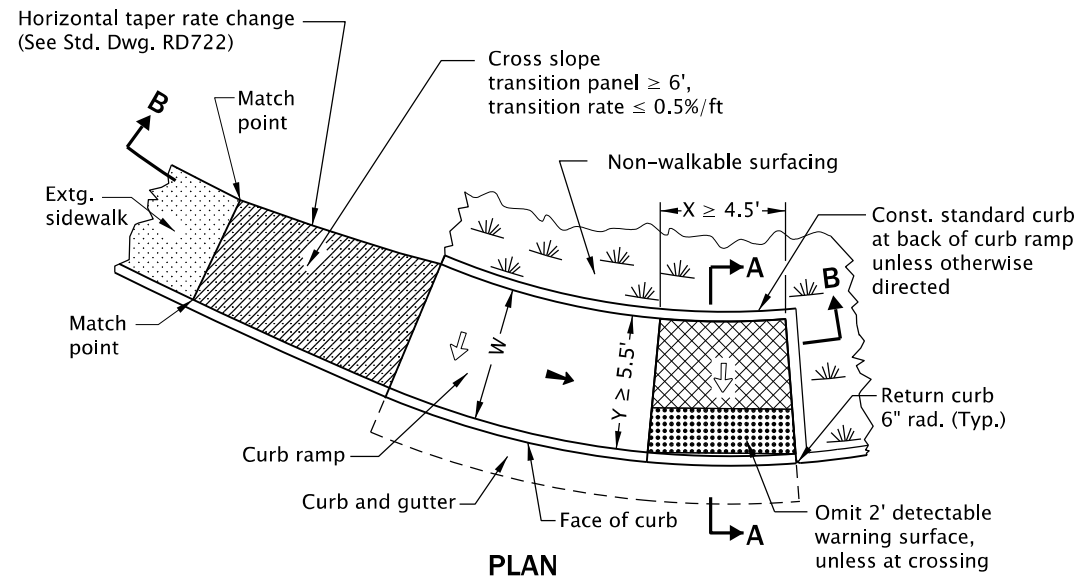 Horizontal taper rate change
(See Std. Dwg. RD722)
Cross slope
transition panel ≥ 6',
transition rate ≤ 0.5%/ft
B
Match
point
Non-walkable surfacing
Extg.
sidewalk
X ≥ 4.5'
Const. standard curb
at back of curb ramp
unless otherwise
directed
A
B
Match
point
W
Y ≥ 5.5'
Return curb
6" rad. (Typ.)
Curb ramp
Curb and gutter
Face of curb
A
Omit 2' detectable
warning surface,
unless at crossing
PLAN